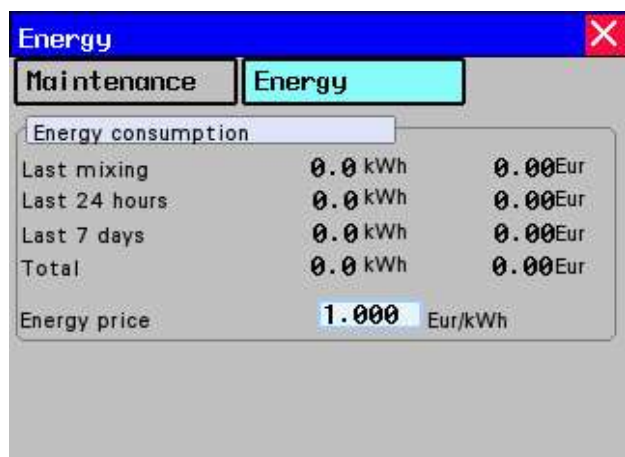 Energy
Maintenance Energy
Energy consumption
Last mixing 0.0 kWh 0.00Eur
Last 24 hours 0.0 kWh 0.00Eur
Last 7 days 0.0 kWh 0.00Eur
Total 0.0 kWh 0.00Eur
Energy price 1.000 Eur/kWh